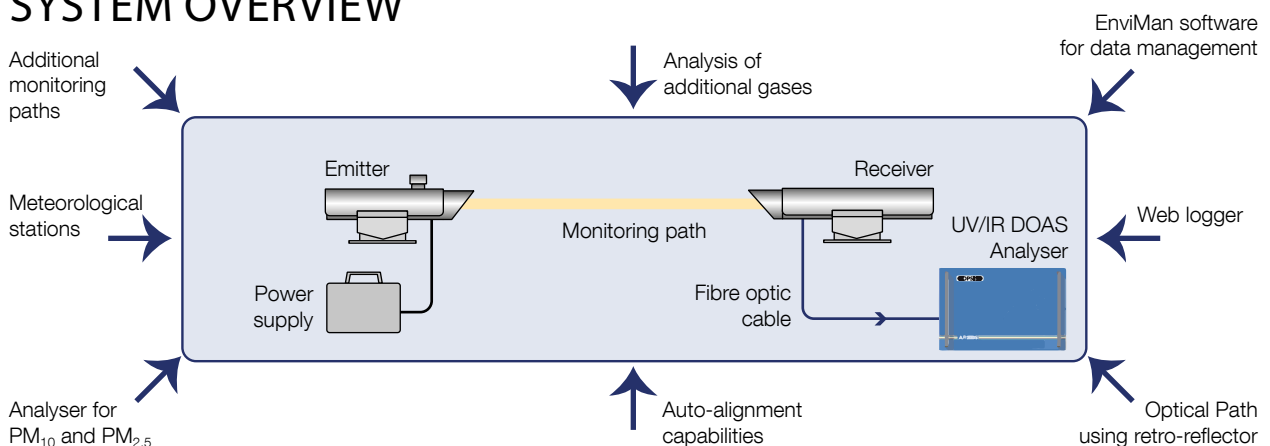 SYSTEM OVERVIEW
Additional
monitoring
paths
Analysis of
additional gases
EnviMan software
for data management
Meteorological
stations
Emitter
Receiver
Monitoring path
UV/IR DOAS
Analyser
Web logger
Power
supply
Fibre optic
cable
Analyser for
PM₁₀ and PM₂.₅
Auto-alignment
capabilities
Optical Path
using retro-reflector